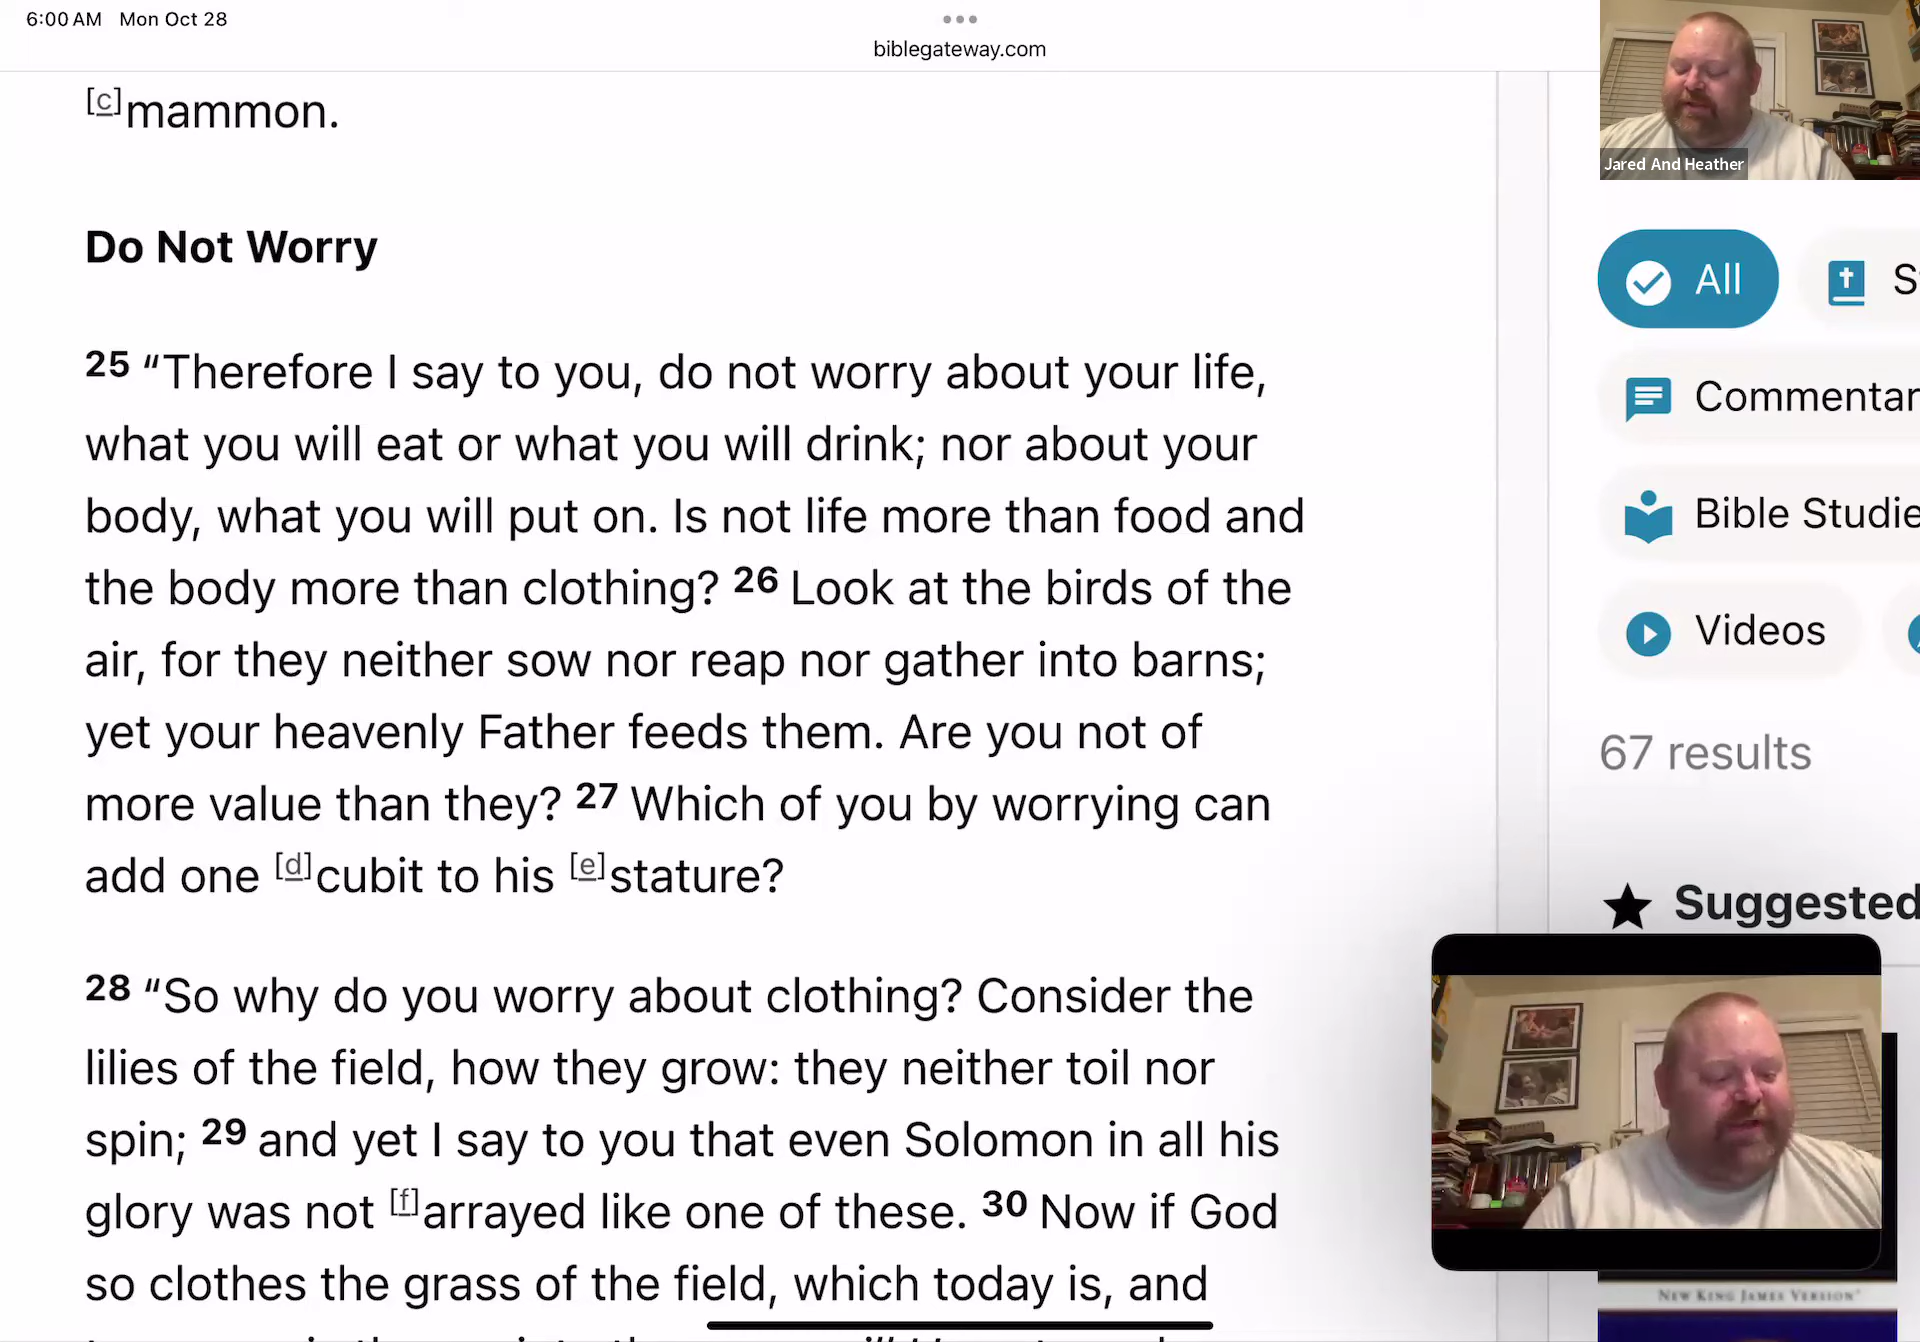 6:00 AM Mon Oct 28
biblegateway.com
[c]mammon.
Do Not Worry
25 “Therefore I say to you, do not worry about your life,
what you will eat or what you will drink; nor about your
body, what you will put on. Is not life more than food and
the body more than clothing? 26 Look at the birds of the
air, for they neither sow nor reap nor gather into barns;
yet your heavenly Father feeds them. Are you not of
more value than they? 27 Which of you by worrying can
add one [d]cubit to his [e]stature?
28 “So why do you worry about clothing? Consider the
lilies of the field, how they grow: they neither toil nor
spin; 29 and yet I say to you that even Solomon in all his
glory was not [f]arrayed like one of these. 30 Now if God
so clothes the grass of the field, which today is, and
Jared And Heather
All
S
Commentar
Bible Studie
Videos
67 results
Suggested
NEW KING JAMES VERSION